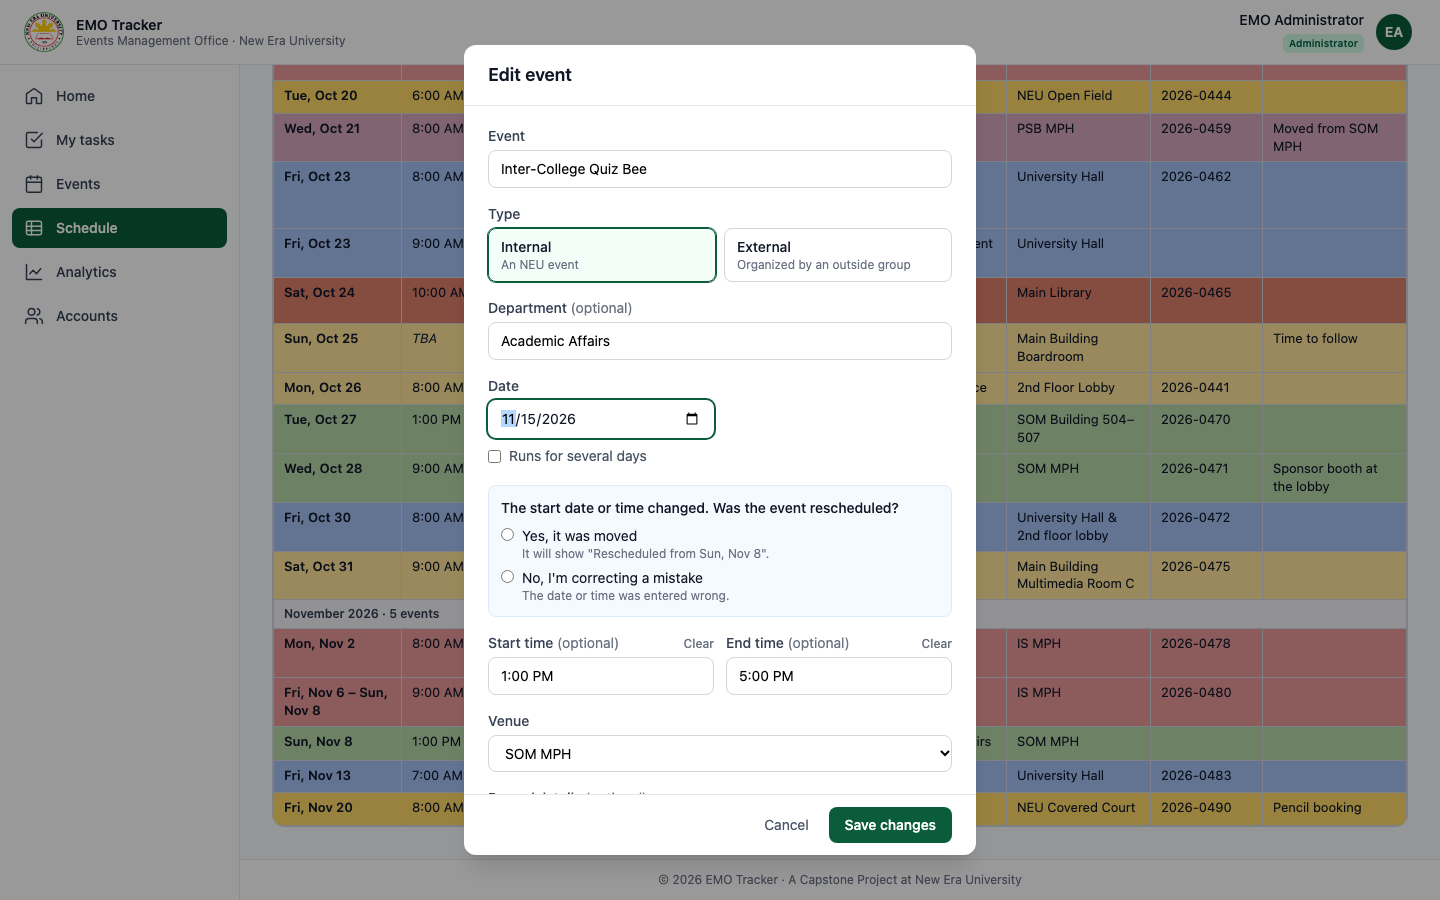 EMO Tracker
Events Management Office · New Era University
EMO Administrator
Administrator
EA
Home
My tasks
Events
Schedule
Analytics
Accounts
Tue, Oct 20
6:00 AM
NEU Open Field
2026-0444
Wed, Oct 21
8:00 AM
PSB MPH
2026-0459
Moved from SOM
MPH
Fri, Oct 23
8:00 AM
University Hall
2026-0462
Fri, Oct 23
9:00 AM
University Hall
Sat, Oct 24
10:00 AM
Main Library
2026-0465
Sun, Oct 25
TBA
Main Building
Boardroom
Time to follow
Mon, Oct 26
8:00 AM
2nd Floor Lobby
2026-0441
Tue, Oct 27
1:00 PM
SOM Building 504–
507
2026-0470
Wed, Oct 28
9:00 AM
SOM MPH
2026-0471
Sponsor booth at
the lobby
Fri, Oct 30
8:00 AM
University Hall &
2nd floor lobby
2026-0472
Sat, Oct 31
9:00 AM
Main Building
Multimedia Room C
2026-0475
November 2026 · 5 events
Mon, Nov 2
8:00 AM
IS MPH
2026-0478
Fri, Nov 6 – Sun,
Nov 8
9:00 AM
IS MPH
2026-0480
Sun, Nov 8
1:00 PM
SOM MPH
Fri, Nov 13
7:00 AM
University Hall
2026-0483
Fri, Nov 20
8:00 AM
NEU Covered Court
2026-0490
Pencil booking
Edit event
Event
Inter-College Quiz Bee
Type
Internal
An NEU event
External
Organized by an outside group
Department (optional)
Academic Affairs
Date
11/15/2026
Runs for several days
The start date or time changed. Was the event rescheduled?
Yes, it was moved
It will show "Rescheduled from Sun, Nov 8".
No, I'm correcting a mistake
The date or time was entered wrong.
Start time (optional)
Clear
End time (optional)
Clear
1:00 PM
5:00 PM
Venue
SOM MPH
Cancel
Save changes
© 2026 EMO Tracker · A Capstone Project at New Era University